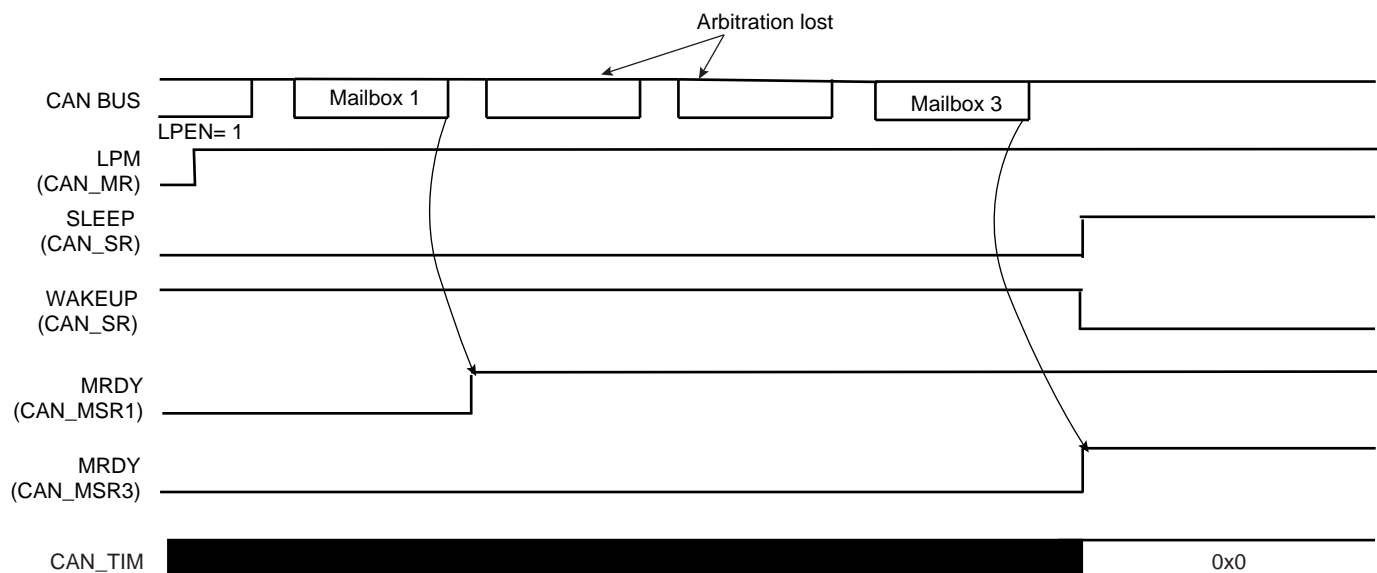 Arbitration lost
CAN BUS
Mailbox 1
Mailbox 3
LPEN= 1
LPM
(CAN_MR)
SLEEP
(CAN_SR)
WAKEUP
(CAN_SR)
MRDY
(CAN_MSR1)
MRDY
(CAN_MSR3)
CAN_TIM
0x0